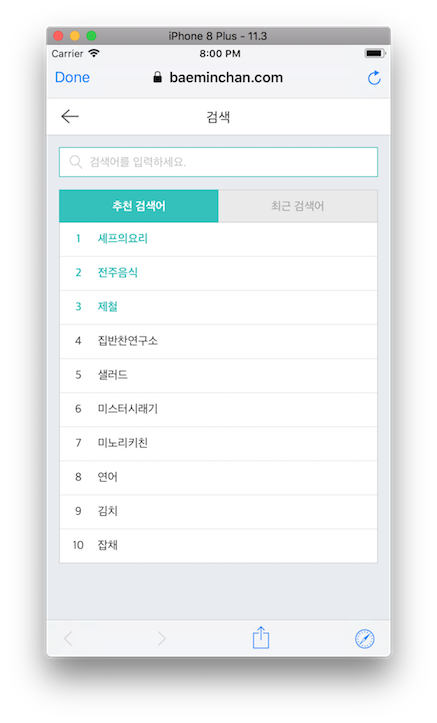 iPhone 8 Plus - 11.3
Carrier 8:00 PM
Done baeminchan.com
검색
검색어를 입력하세요.
추천 검색어 최근 검색어
1 셰프의요리
2 전주음식
3 제철
4 집반찬연구소
5 샐러드
6 미스터시래기
7 미노리키친
8 연어
9 김치
10 잡채